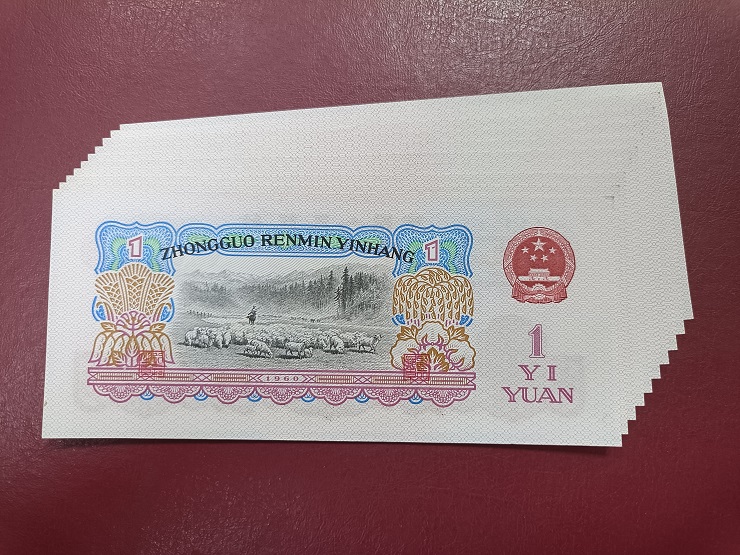 1
ZHONGGUO RENMIN YINHANG
1
1960
1
YI
YUAN